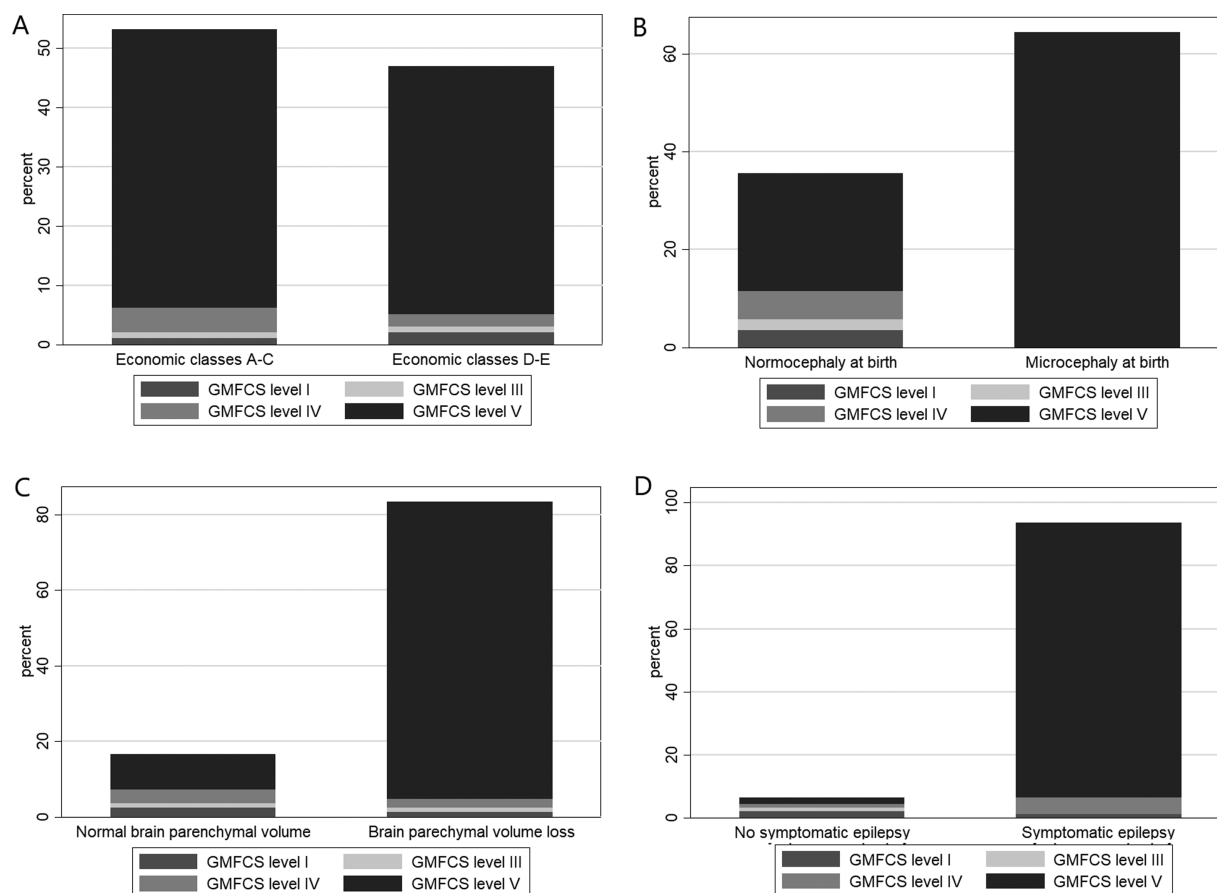 A
percent
50
40
30
20
10
0
Economic classes A-C Economic classes D-E
GMFCS level I GMFCS level III
GMFCS level IV GMFCS level V
B
percent
60
40
20
0
Normocephaly at birth Microcephaly at birth
GMFCS level I GMFCS level III
GMFCS level IV GMFCS level V
C
percent
80
60
40
20
0
Normal brain parenchymal volume Brain parechymal volume loss
GMFCS level I GMFCS level III
GMFCS level IV GMFCS level V
D
percent
100
80
60
40
20
0
No symptomatic epilepsy Symptomatic epilepsy
GMFCS level I GMFCS level III
GMFCS level IV GMFCS level V